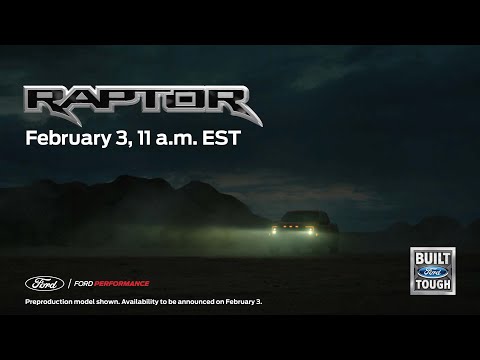 RAPTOR
February 3, 11 a.m. EST
Ford | FORD PERFORMANCE
Preproduction model shown. Availability to be announced on February 3.
BUILT
Ford
TOUGH